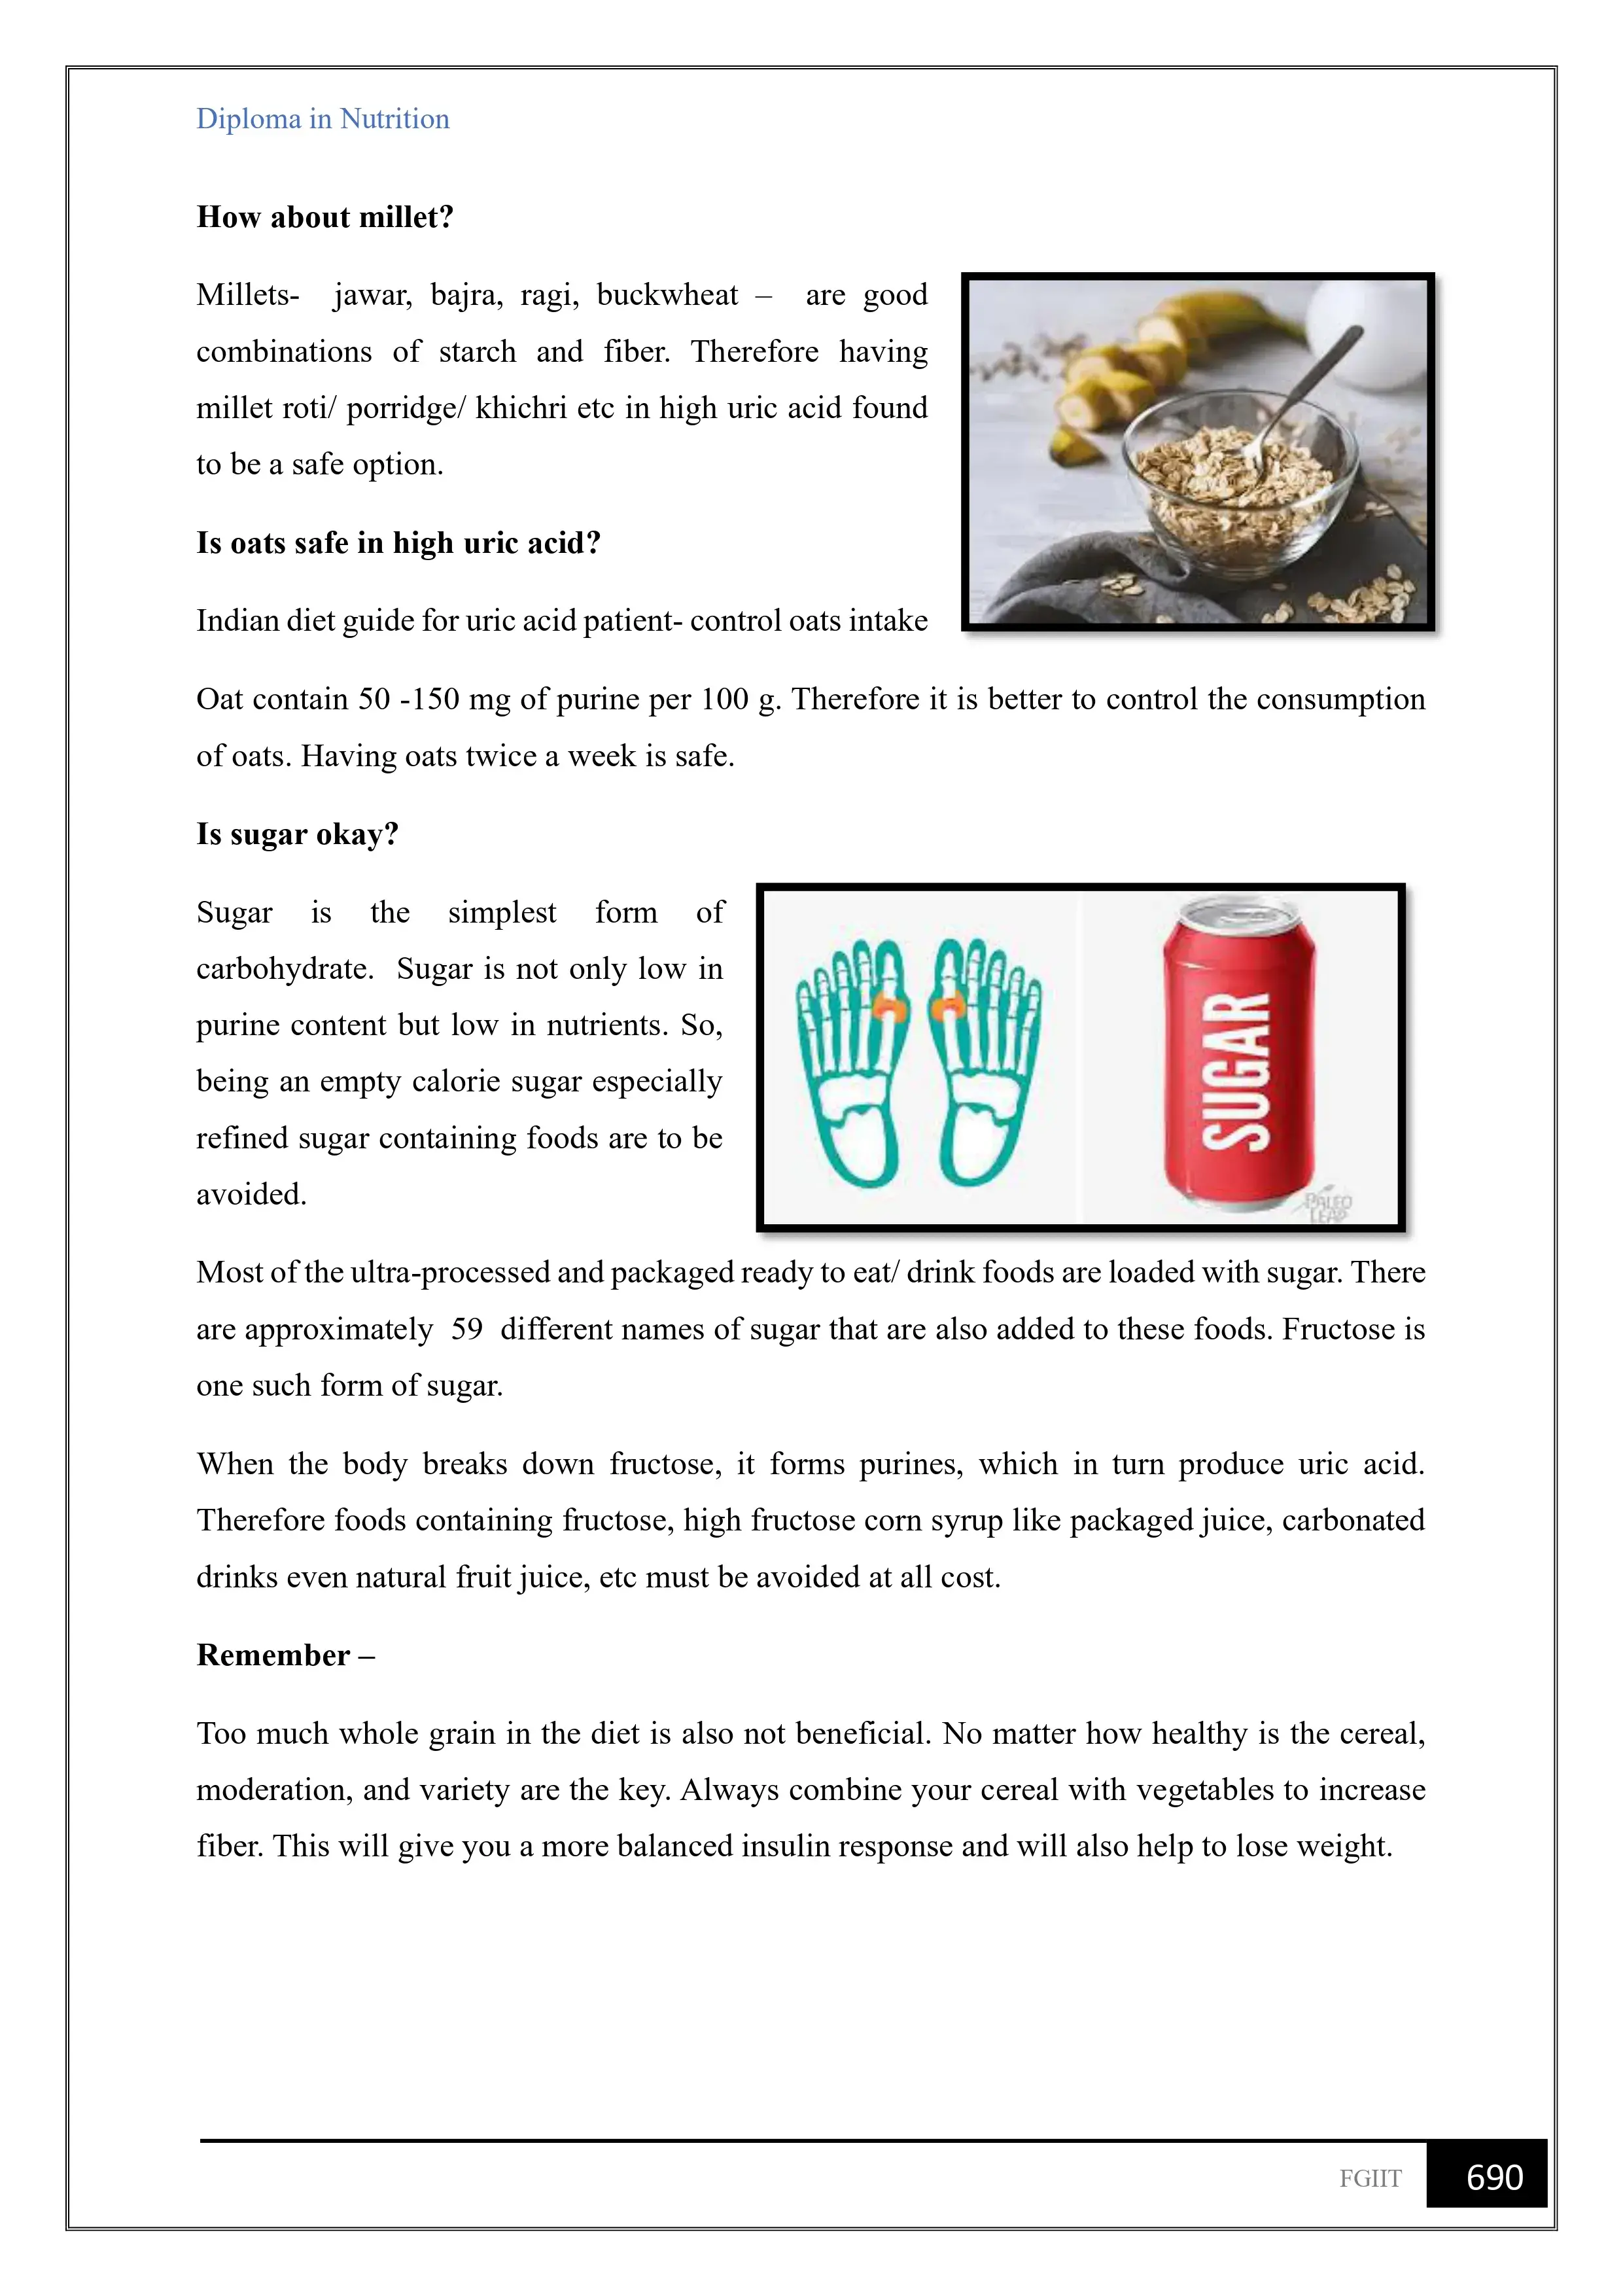 Diploma in Nutrition
How about millet?
Millets- jawar, bajra, ragi, buckwheat – are good
combinations of starch and fiber. Therefore having
millet roti/ porridge/ khichri etc in high uric acid found
to be a safe option.
Is oats safe in high uric acid?
Indian diet guide for uric acid patient- control oats intake
Oat contain 50 -150 mg of purine per 100 g. Therefore it is better to control the consumption
of oats. Having oats twice a week is safe.
Is sugar okay?
Sugar is the simplest form of
carbohydrate. Sugar is not only low in
purine content but low in nutrients. So,
being an empty calorie sugar especially
refined sugar containing foods are to be
avoided.
SUGAR
PALEO
LEAP
Most of the ultra-processed and packaged ready to eat/ drink foods are loaded with sugar. There
are approximately 59 different names of sugar that are also added to these foods. Fructose is
one such form of sugar.
When the body breaks down fructose, it forms purines, which in turn produce uric acid.
Therefore foods containing fructose, high fructose corn syrup like packaged juice, carbonated
drinks even natural fruit juice, etc must be avoided at all cost.
Remember –
Too much whole grain in the diet is also not beneficial. No matter how healthy is the cereal,
moderation, and variety are the key. Always combine your cereal with vegetables to increase
fiber. This will give you a more balanced insulin response and will also help to lose weight.
FGIIT
690